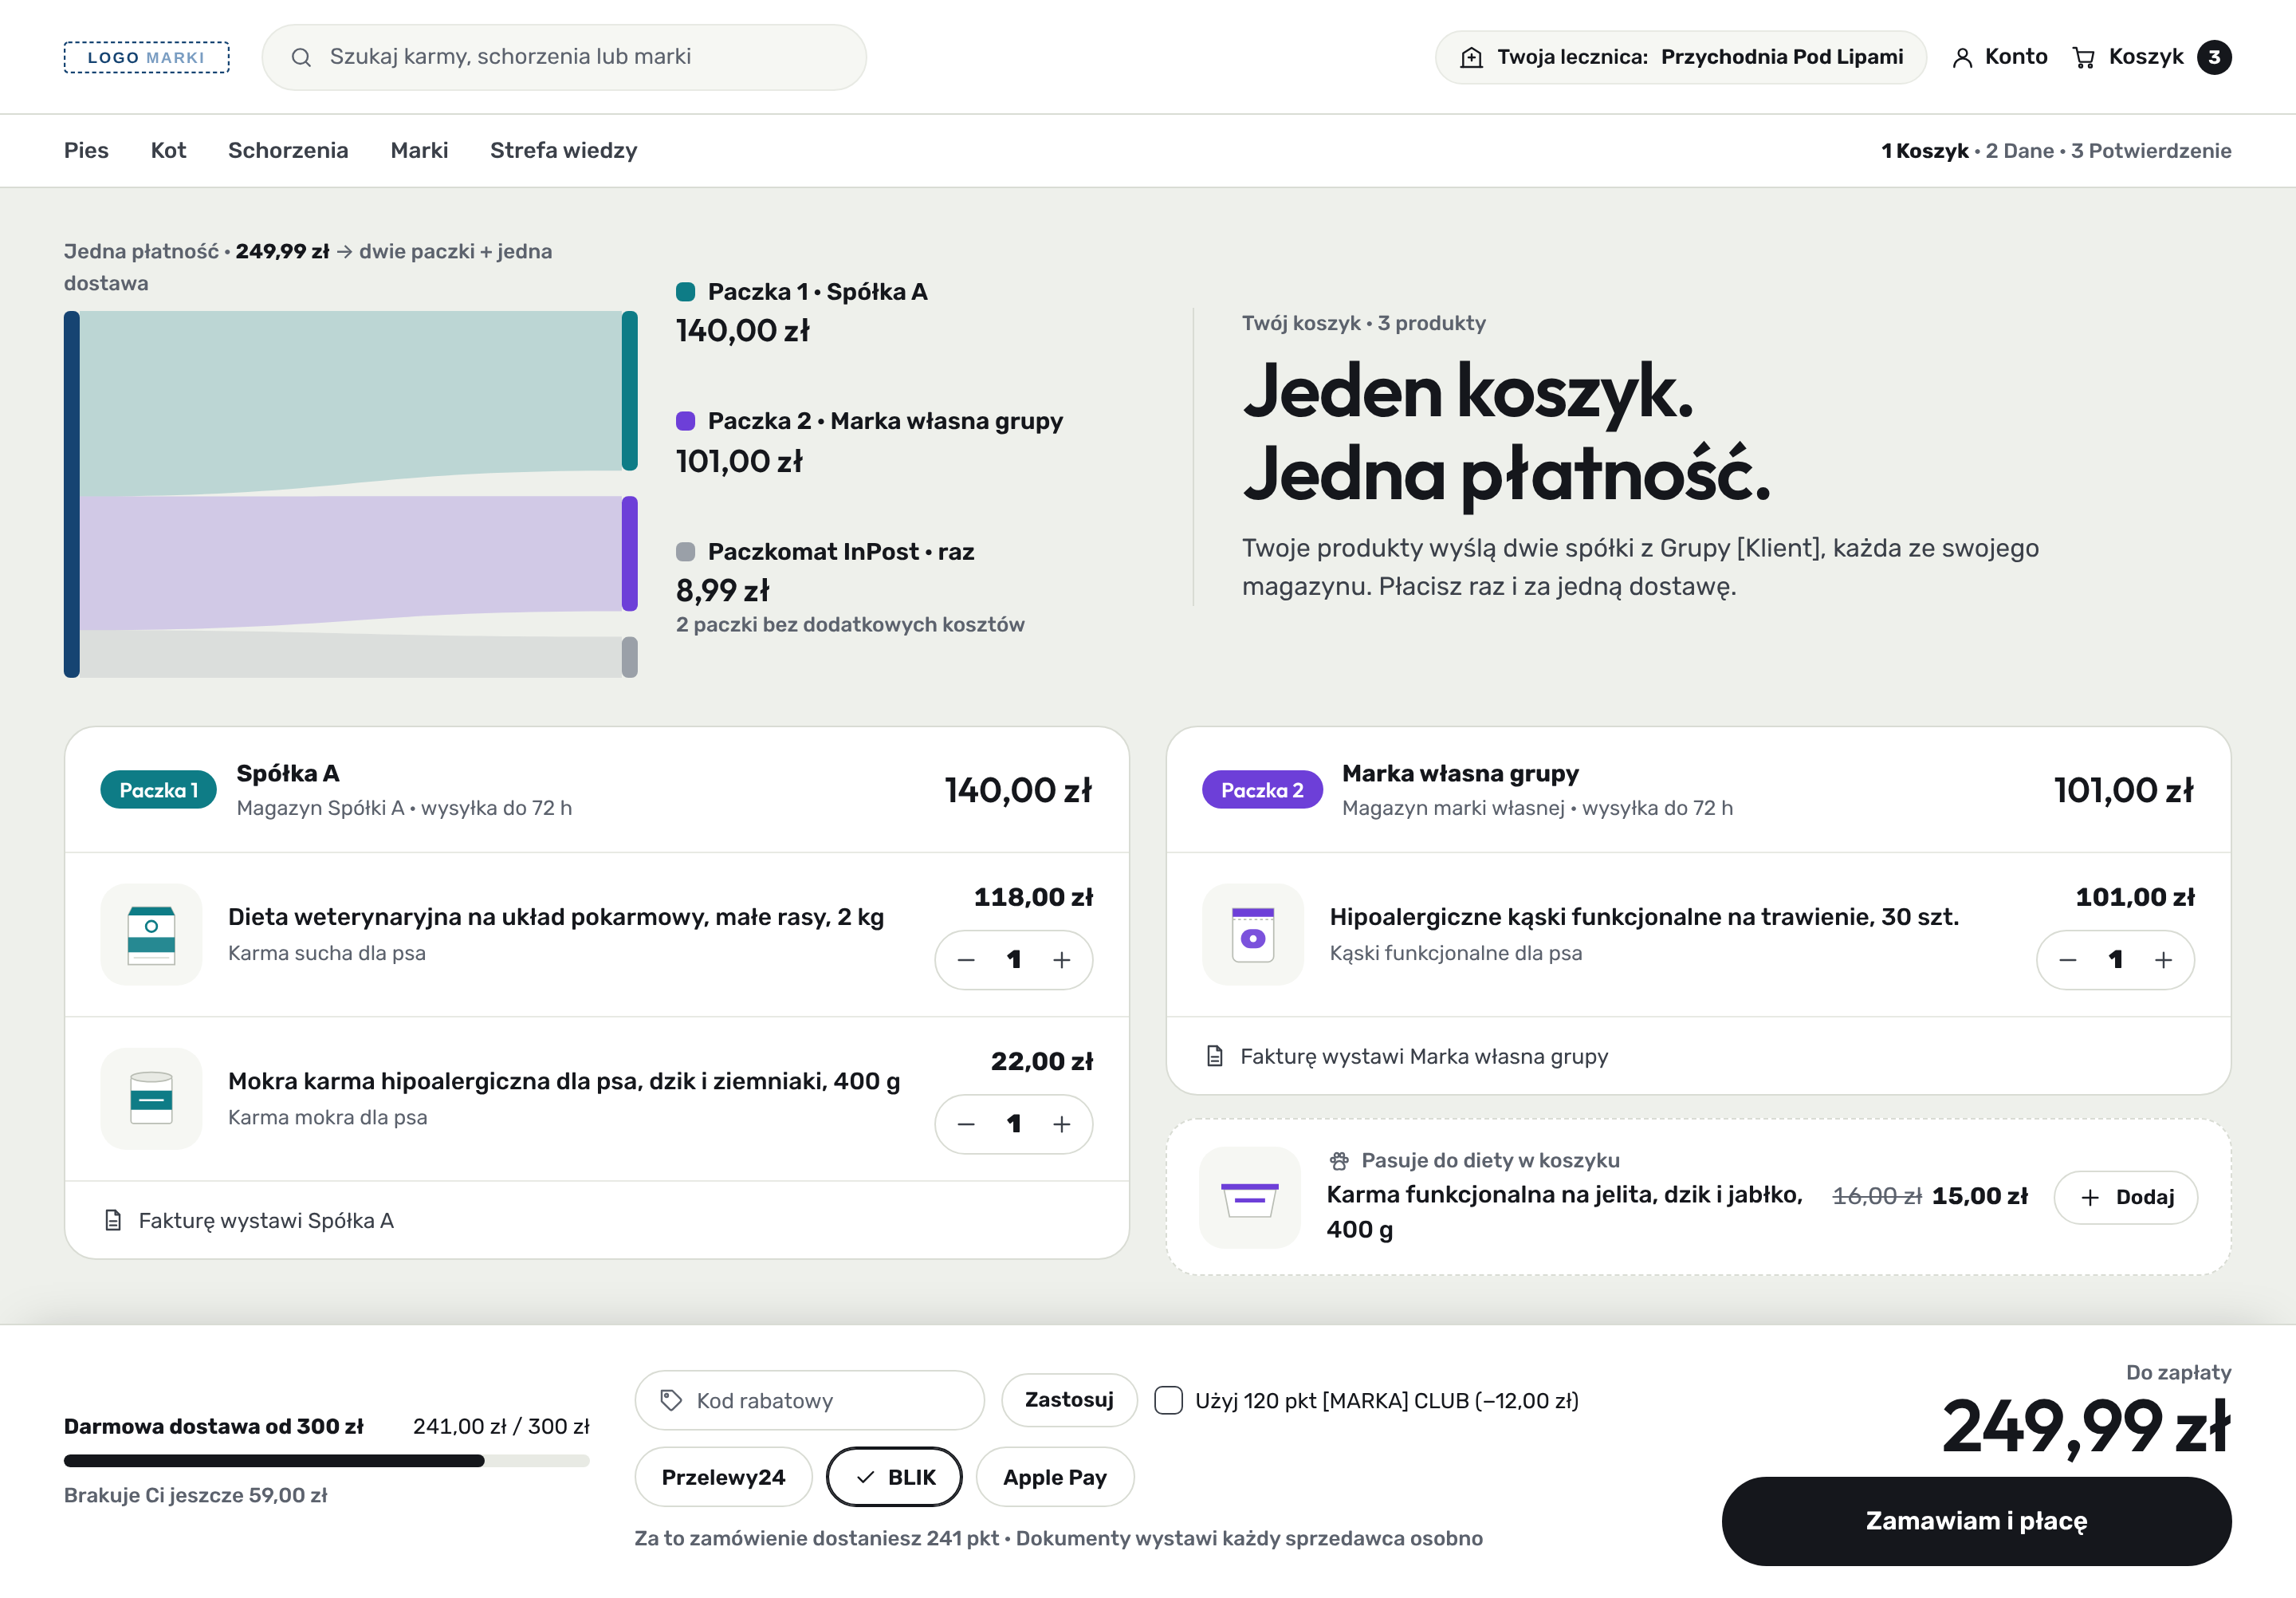 LOGO MARKI
Szukaj karmy, schorzenia lub marki
Twoja lecznica: Przychodnia Pod Lipami
Konto
Koszyk 3
Pies Kot Schorzenia Marki Strefa wiedzy
1 Koszyk • 2 Dane • 3 Potwierdzenie
Jedna płatność • 249,99 zł → dwie paczki + jedna
dostawa
Paczka 1 • Spółka A
140,00 zł
Paczka 2 • Marka własna grupy
101,00 zł
Paczkomat InPost • raz
8,99 zł
2 paczki bez dodatkowych kosztów
Twój koszyk • 3 produkty
Jeden koszyk.
Jedna płatność.
Twoje produkty wyślą dwie spółki z Grupy [Klient], każda ze swojego
magazynu. Płacisz raz i za jedną dostawę.
Paczka 1
Spółka A
Magazyn Spółki A • wysyłka do 72 h
140,00 zł
Dieta weterynaryjna na układ pokarmowy, małe rasy, 2 kg
Karma sucha dla psa
118,00 zł
− 1 +
Mokra karma hipoalergiczna dla psa, dzik i ziemniaki, 400 g
Karma mokra dla psa
22,00 zł
− 1 +
Fakturę wystawi Spółka A
Paczka 2
Marka własna grupy
Magazyn marki własnej • wysyłka do 72 h
101,00 zł
Hipoalergiczne kąski funkcjonalne na trawienie, 30 szt.
Kąski funkcjonalne dla psa
101,00 zł
− 1 +
Fakturę wystawi Marka własna grupy
Pasuje do diety w koszyku
Karma funkcjonalna na jelita, dzik i jabłko,
400 g
16,00 zł 15,00 zł
+ Dodaj
Darmowa dostawa od 300 zł 241,00 zł / 300 zł
Brakuje Ci jeszcze 59,00 zł
Kod rabatowy
Zastosuj
Użyj 120 pkt [MARKA] CLUB (−12,00 zł)
Przelewy24
BLIK
Apple Pay
Za to zamówienie dostaniesz 241 pkt • Dokumenty wystawi każdy sprzedawca osobno
Do zapłaty
249,99 zł
Zamawiam i płacę